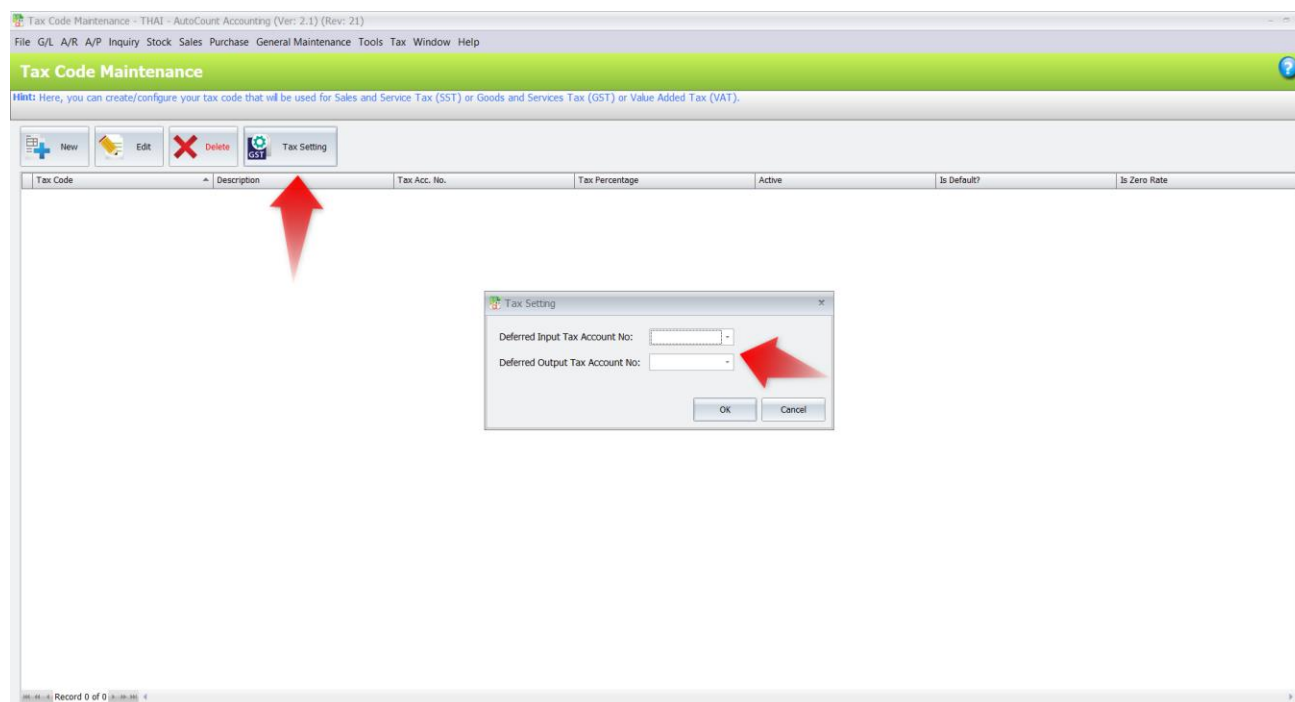 Tax Code Maintenance - THAI - AutoCount Accounting (Ver: 2.1) (Rev: 21)
File G/L A/R A/P Inquiry Stock Sales Purchase General Maintenance Tools Tax Window Help
Tax Code Maintenance
?
Hint: Here, you can create/configure your tax code that will be used for Sales and Service Tax (SST) or Goods and Services Tax (GST) or Value Added Tax (VAT).
New Edit Delete GST Tax Setting
Tax Code Description Tax Acc. No. Tax Percentage Active Is Default? Is Zero Rate
Tax Setting
Deferred Input Tax Account No:
Deferred Output Tax Account No:
OK Cancel
Record 0 of 0